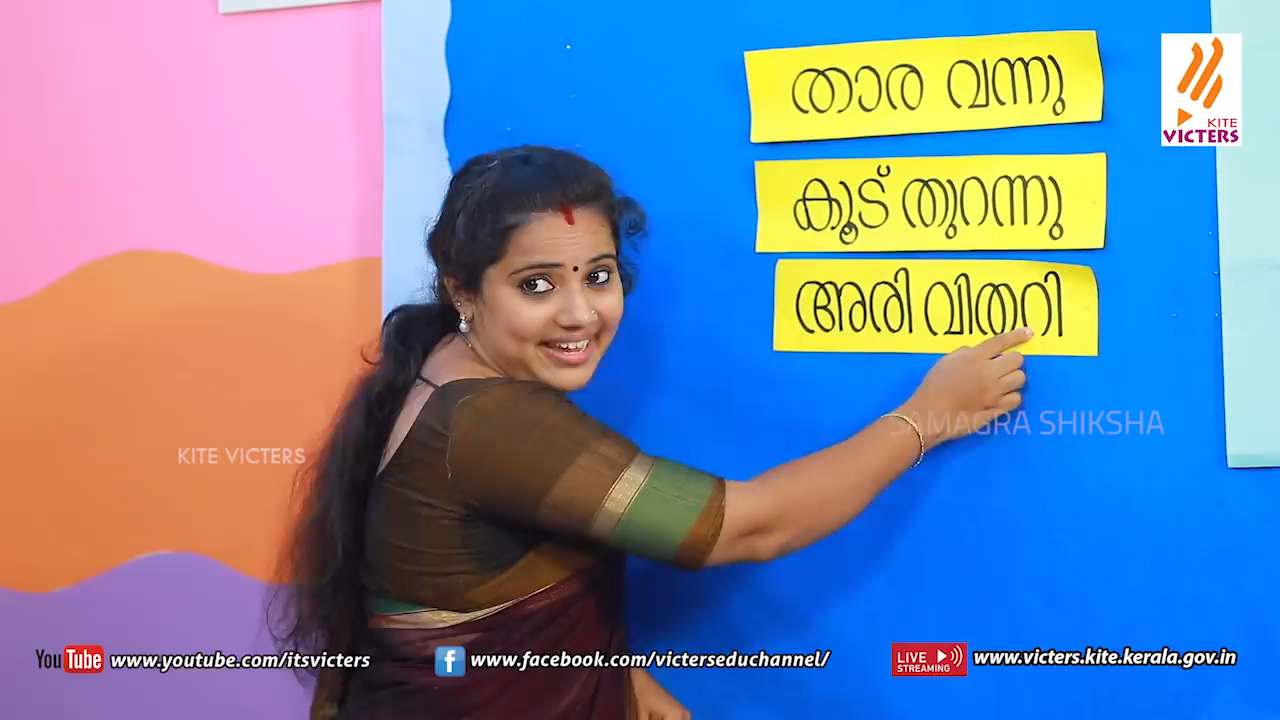 താര വന്നു
കൂട് തുറന്നു
അരി വിതറി
KITE
VICTERS
SAMAGRA SHIKSHA
KITE VICTERS
YouTube www.youtube.com/itsvicters
f www.facebook.com/victerseduchannel/
LIVE STREAMING www.victers.kite.kerala.gov.in